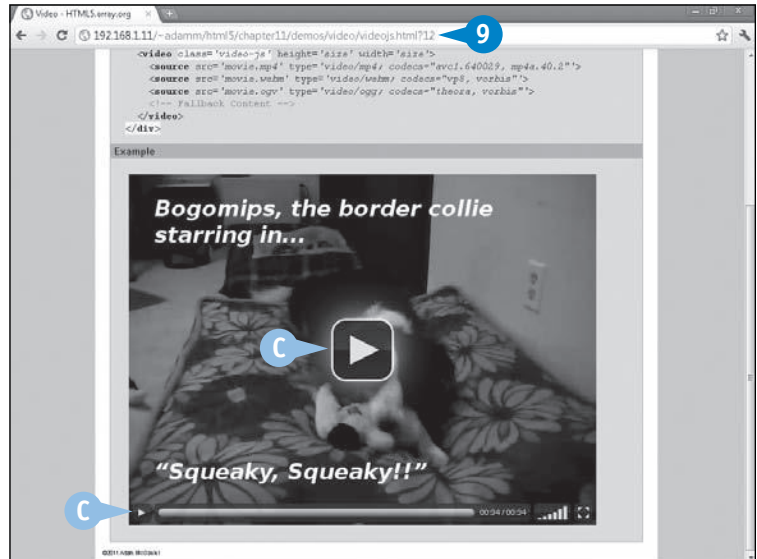 Video - HTML5.array.org
192.168.1.11/~adamm/html5/chapter11/demos/video/videojs.html?12
9
<video class='video-js' height='size' width='size'>
<source src='movie.mp4' type='video/mp4; codecs="avc1.640029, mp4a.40.2"'>
<source src='movie.webm' type='video/webm; codecs="vp8, vorbis"'>
<source src='movie.ogv' type='video/ogg; codecs="theora, vorbis"'>
<!-- Fallback Content -->
</video>
</div>
Example
Bogomips, the border collie
starring in...
C
“Squeaky, Squeaky!!”
C
00:34/00:34
©2011 Adam McDaniel